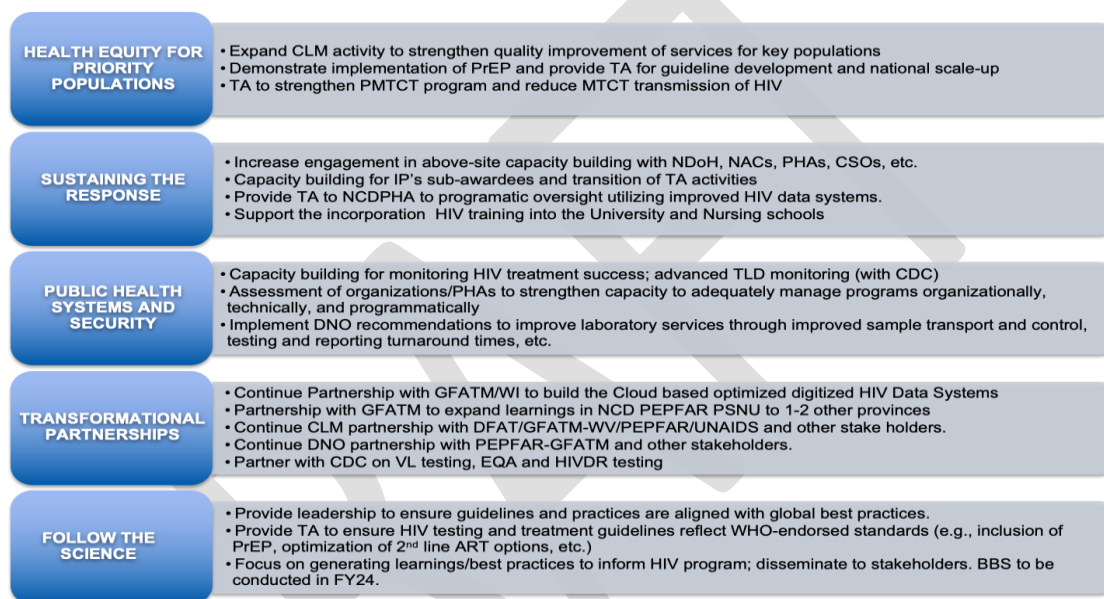 HEALTH EQUITY FOR
PRIORITY
POPULATIONS
• Expand CLM activity to strengthen quality improvement of services for key populations
• Demonstrate implementation of PrEP and provide TA for guideline development and national scale-up
• TA to strengthen PMTCT program and reduce MTCT transmission of HIV
SUSTAINING THE
RESPONSE
• Increase engagement in above-site capacity building with NDoH, NACs, PHAs, CSOs, etc.
• Capacity building for IP's sub-awardees and transition of TA activities
• Provide TA to NCDPHA to programatic oversight utilizing improved HIV data systems.
• Support the incorporation HIV training into the University and Nursing schools
PUBLIC HEALTH
SYSTEMS AND
SECURITY
• Capacity building for monitoring HIV treatment success; advanced TLD monitoring (with CDC)
• Assessment of organizations/PHAs to strengthen capacity to adequately manage programs organizationally,
technically, and programmatically
• Implement DNO recommendations to improve laboratory services through improved sample transport and control,
testing and reporting turnaround times, etc.
TRANSFORMATIONAL
PARTNERSHIPS
• Continue Partnership with GFATM/WI to build the Cloud based optimized digitized HIV Data Systems
• Partnership with GFATM to expand learnings in NCD PEPFAR PSNU to 1-2 other provinces
• Continue CLM partnership with DFAT/GFATM-WV/PEPFAR/UNAIDS and other stake holders.
• Continue DNO partnership with PEPFAR-GFATM and other stakeholders.
• Partner with CDC on VL testing, EQA and HIVDR testing
FOLLOW THE
SCIENCE
• Provide leadership to ensure guidelines and practices are aligned with global best practices.
• Provide TA to ensure HIV testing and treatment guidelines reflect WHO-endorsed standards (e.g., inclusion of
PrEP, optimization of 2nd line ART options, etc.)
• Focus on generating learnings/best practices to inform HIV program; disseminate to stakeholders. BBS to be
conducted in FY24.